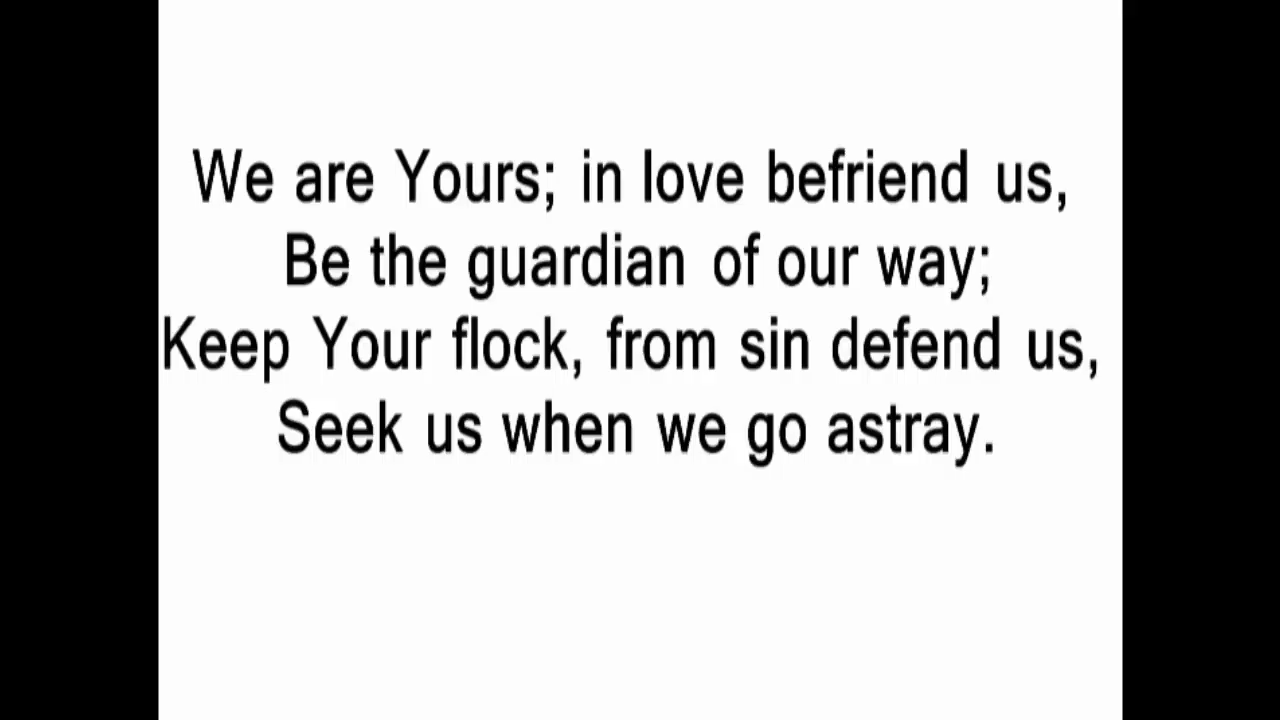 We are Yours; in love befriend us,
Be the guardian of our way;
Keep Your flock, from sin defend us,
Seek us when we go astray.